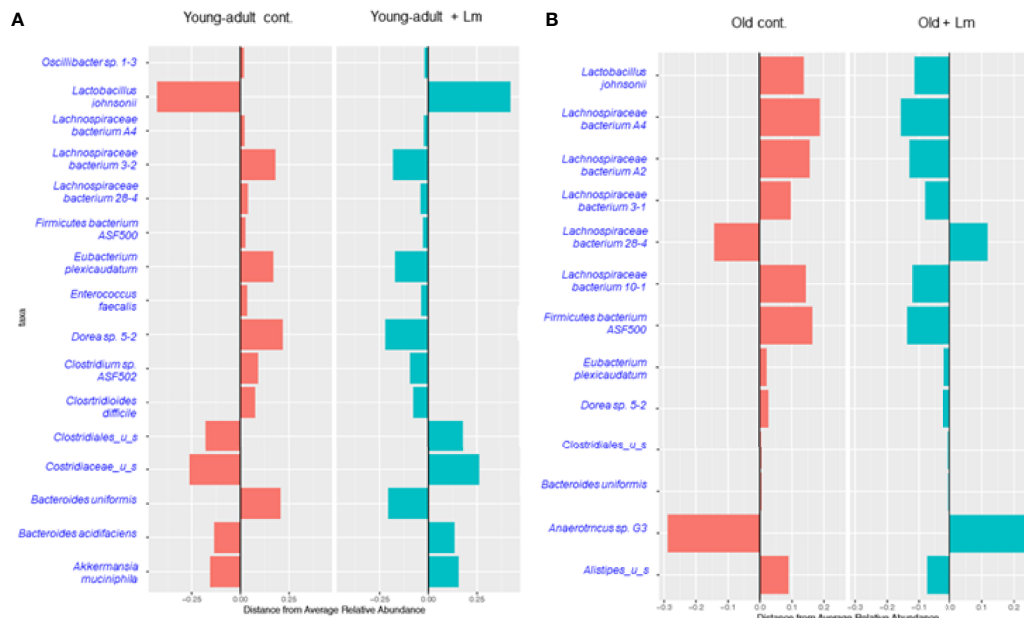 A
Young-adult cont.
Young-adult + Lm
Oscillibacter sp. 1-3
Lactobacillus
johnsonii
Lachnospiraceae
bacterium A4
Lachnospiraceae
bacterium 3-2
Lachnospiraceae
bacterium 28-4
Firmicutes bacterium
ASF500
Eubacterium
plexicaudatum
Enterococcus
faecalis
Dorea sp. 5-2
Clostridium sp.
ASF502
Closrtridioides
difficile
Clostridiales_u_s
Costridiaceae_u_s
Bacteroides uniformis
Bacteroides acidifaciens
Akkermansia
muciniphila
taxa
-0.25 0.00 0.25 -0.25 0.00 0.25
Distance from Average Relative Abundance
B
Old cont.
Old + Lm
Lactobacillus
johnsonii
Lachnospiraceae
bacterium A4
Lachnospiraceae
bacterium A2
Lachnospiraceae
bacterium 3-1
Lachnospiraceae
bacterium 28-4
Lachnospiraceae
bacterium 10-1
Firmicutes bacterium
ASF500
Eubacterium
plexicaudatum
Dorea sp. 5-2
Clostridiales_u_s
Bacteroides uniformis
Anaerotrncus sp. G3
Alistipes_u_s
-0.3 -0.2 -0.1 0.0 0.1 0.2 -0.3 -0.2 -0.1 0.0 0.1 0.2
Distance from Average Relative Abundance